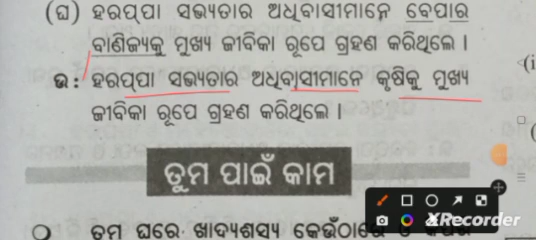 (ଘ) ହରପ୍ପା ସଭ୍ୟତାର ଅଧିବାସୀମାନେ ବେପାର
ବାଣିଜ୍ୟକୁ ମୁଖ୍ୟ ଜୀବିକା ରୂପେ ଗ୍ରହଣ କରିଥିଲେ ।
ଉ: ହରପ୍ପା ସଭ୍ୟତାର ଅଧିବାସୀମାନେ କୃଷିକୁ ମୁଖ୍ୟ
ଜୀବିକା ରୂପେ ଗ୍ରହଣ କରିଥିଲେ ।
ତୁମ ପାଇଁ କାମ
ତୁମ ଘରେ ଖାଦ୍ୟଶସ୍ୟ
XRecorder